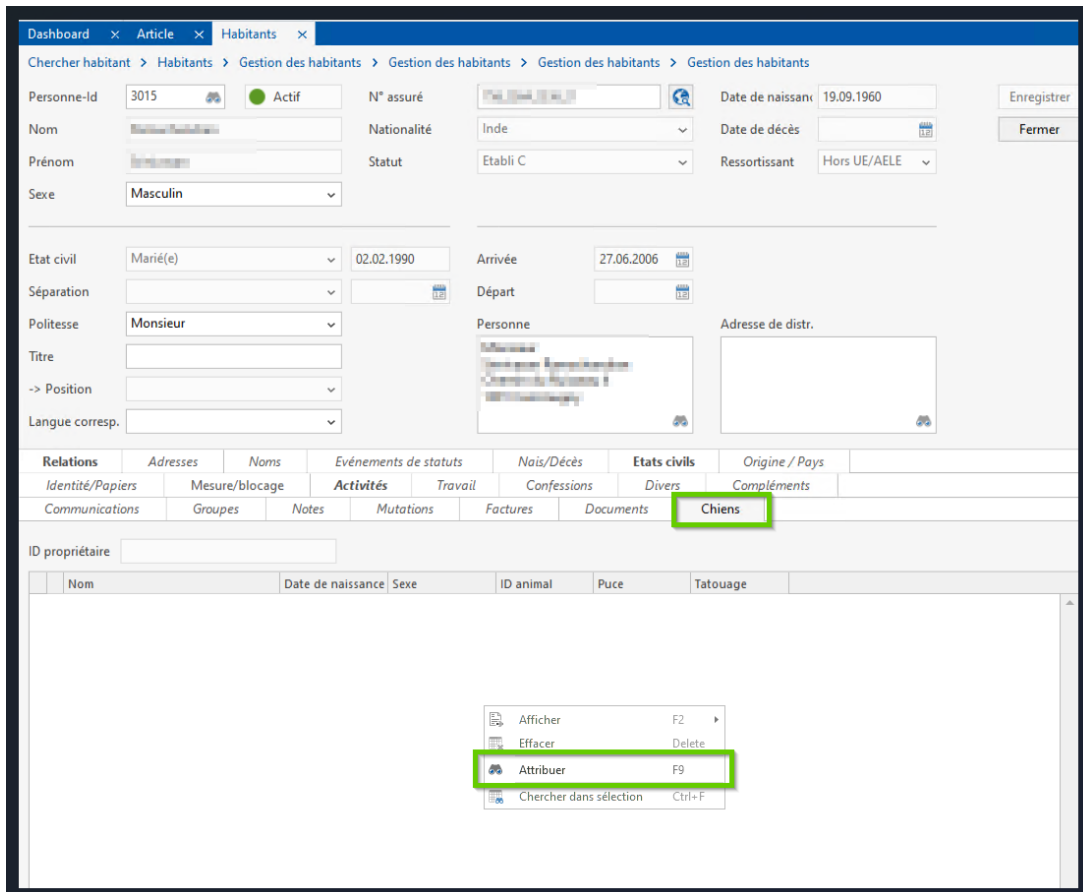 Dashboard × Article × Habitants ×
Chercher habitant > Habitants > Gestion des habitants > Gestion des habitants > Gestion des habitants > Gestion des habitants
Personne-Id 3015 Actif N° assuré Date de naissanc 19.09.1960 Enregistrer
Nom Nationalité Inde Date de décès Fermer
Prénom Statut Etabli C Ressortissant Hors UE/AELE
Sexe Masculin
Etat civil Marié(e) 02.02.1990 Arrivée 27.06.2006
Séparation Départ
Politesse Monsieur Personne Adresse de distr.
Titre
-> Position
Langue corresp.
Relations Adresses Noms Evénements de statuts Nais/Décès Etats civils Origine / Pays
Identité/Papiers Mesure/blocage Activités Travail Confessions Divers Compléments
Communications Groupes Notes Mutations Factures Documents Chiens
ID propriétaire
Nom Date de naissance Sexe ID animal Puce Tatouage
Afficher F2
Effacer Delete
Attribuer F9
Chercher dans sélection Ctrl+F